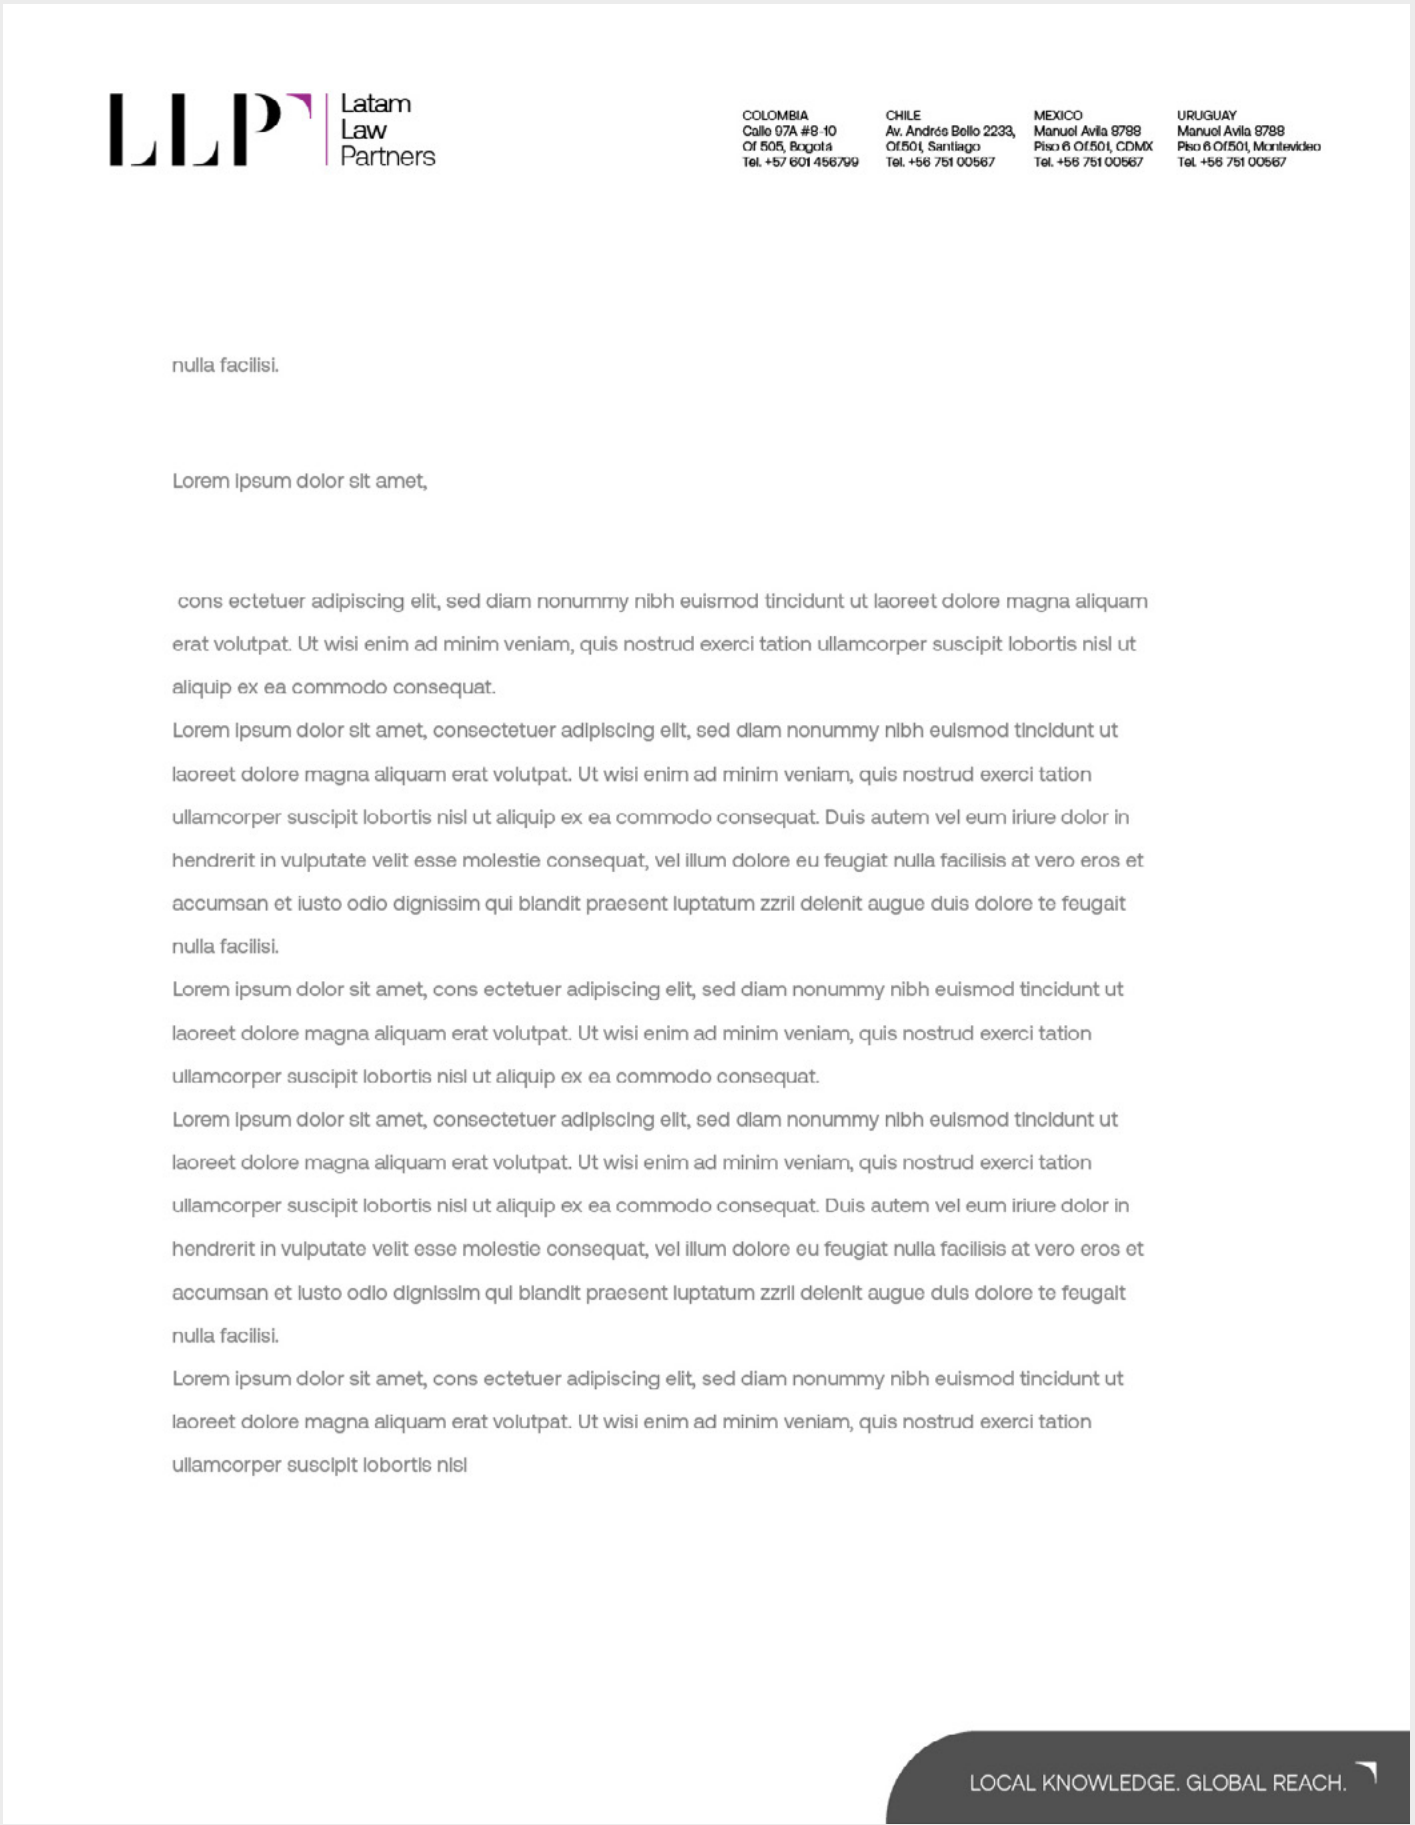 LLP
Latam
Law
Partners
COLOMBIA
Calle 97A #8-10
Of 505, Bogotá
Tel. +57 601 456799
CHILE
Av. Andrés Bello 2233,
Of.501, Santiago
Tel. +56 751 00567
MEXICO
Manuel Avila 8788
Piso 6 Of.501, CDMX
Tel. +56 751 00567
URUGUAY
Manuel Avila 8788
Piso 6 Of.501, Montevideo
Tel. +56 751 00567
nulla facilisi.
Lorem ipsum dolor sit amet,
cons ectetuer adipiscing elit, sed diam nonummy nibh euismod tincidunt ut laoreet dolore magna aliquam
erat volutpat. Ut wisi enim ad minim veniam, quis nostrud exerci tation ullamcorper suscipit lobortis nisl ut
aliquip ex ea commodo consequat.
Lorem ipsum dolor sit amet, consectetuer adipiscing elit, sed diam nonummy nibh euismod tincidunt ut
laoreet dolore magna aliquam erat volutpat. Ut wisi enim ad minim veniam, quis nostrud exerci tation
ullamcorper suscipit lobortis nisl ut aliquip ex ea commodo consequat. Duis autem vel eum iriure dolor in
hendrerit in vulputate velit esse molestie consequat, vel illum dolore eu feugiat nulla facilisis at vero eros et
accumsan et iusto odio dignissim qui blandit praesent luptatum zzril delenit augue duis dolore te feugait
nulla facilisi.
Lorem ipsum dolor sit amet, cons ectetuer adipiscing elit, sed diam nonummy nibh euismod tincidunt ut
laoreet dolore magna aliquam erat volutpat. Ut wisi enim ad minim veniam, quis nostrud exerci tation
ullamcorper suscipit lobortis nisl ut aliquip ex ea commodo consequat.
Lorem ipsum dolor sit amet, consectetuer adipiscing elit, sed diam nonummy nibh euismod tincidunt ut
laoreet dolore magna aliquam erat volutpat. Ut wisi enim ad minim veniam, quis nostrud exerci tation
ullamcorper suscipit lobortis nisl ut aliquip ex ea commodo consequat. Duis autem vel eum iriure dolor in
hendrerit in vulputate velit esse molestie consequat, vel illum dolore eu feugiat nulla facilisis at vero eros et
accumsan et iusto odio dignissim qui blandit praesent luptatum zzril delenit augue duis dolore te feugait
nulla facilisi.
Lorem ipsum dolor sit amet, cons ectetuer adipiscing elit, sed diam nonummy nibh euismod tincidunt ut
laoreet dolore magna aliquam erat volutpat. Ut wisi enim ad minim veniam, quis nostrud exerci tation
ullamcorper suscipit lobortis nisl
LOCAL KNOWLEDGE. GLOBAL REACH.